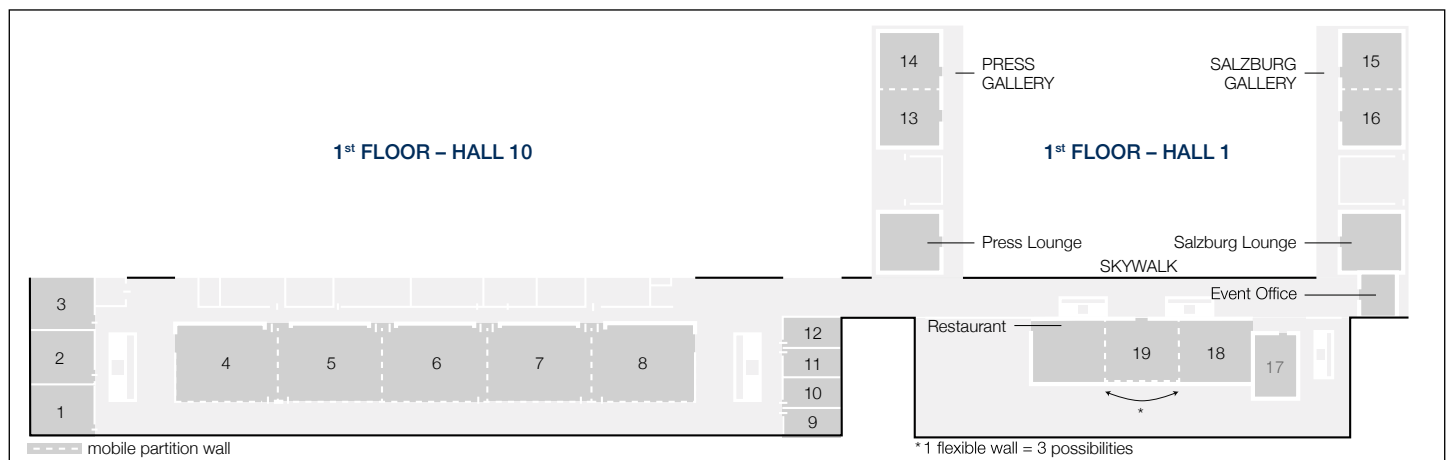 14
PRESS
GALLERY
SALZBURG
GALLERY
15
13
16
1st FLOOR – HALL 10
1st FLOOR – HALL 1
Press Lounge
Salzburg Lounge
SKYWALK
Event Office
3
Restaurant
12
2
4
5
6
7
8
11
19
18
17
10
1
9
*
mobile partition wall
* 1 flexible wall = 3 possibilities